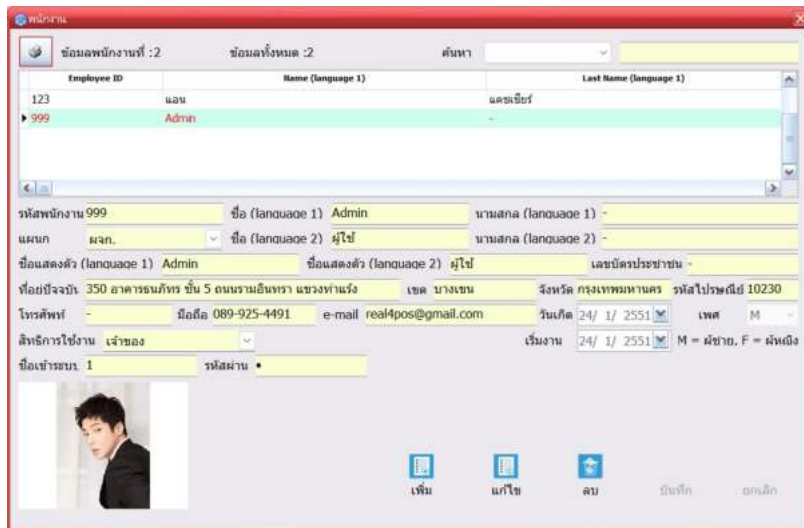 พนักงาน
ข้อมูลพนักงานที่ :2 ข้อมูลทั้งหมด :2 ค้นหา
Employee ID Name (language 1) Last Name (language 1)
123 แอน แคชเชียร์
999 Admin -
รหัสพนักงาน 999 ชื่อ (language 1) Admin นามสกุล (language 1) -
แผนก ผจก. ชื่อ (language 2) ผู้ใช้ นามสกุล (language 2) -
ชื่อแสดงตัว (language 1) Admin ชื่อแสดงตัว (language 2) ผู้ใช้ เลขบัตรประชาชน -
ที่อยู่ปัจจุบัน 350 อาคารธนภัทร ชั้น 5 ถนนรามอินทรา แขวงท่าแร้ง เขต บางเขน จังหวัด กรุงเทพมหานคร รหัสไปรษณีย์ 10230
โทรศัพท์ - มือถือ 089-925-4491 e-mail real4pos@gmail.com วันเกิด 24/ 1/ 2551 เพศ M
สิทธิการใช้งาน เจ้าของ เริ่มงาน 24/ 1/ 2551 M = ผู้ชาย, F = ผู้หญิง
ชื่อเข้าระบบ 1 รหัสผ่าน •
เพิ่ม แก้ไข ลบ บันทึก ยกเลิก